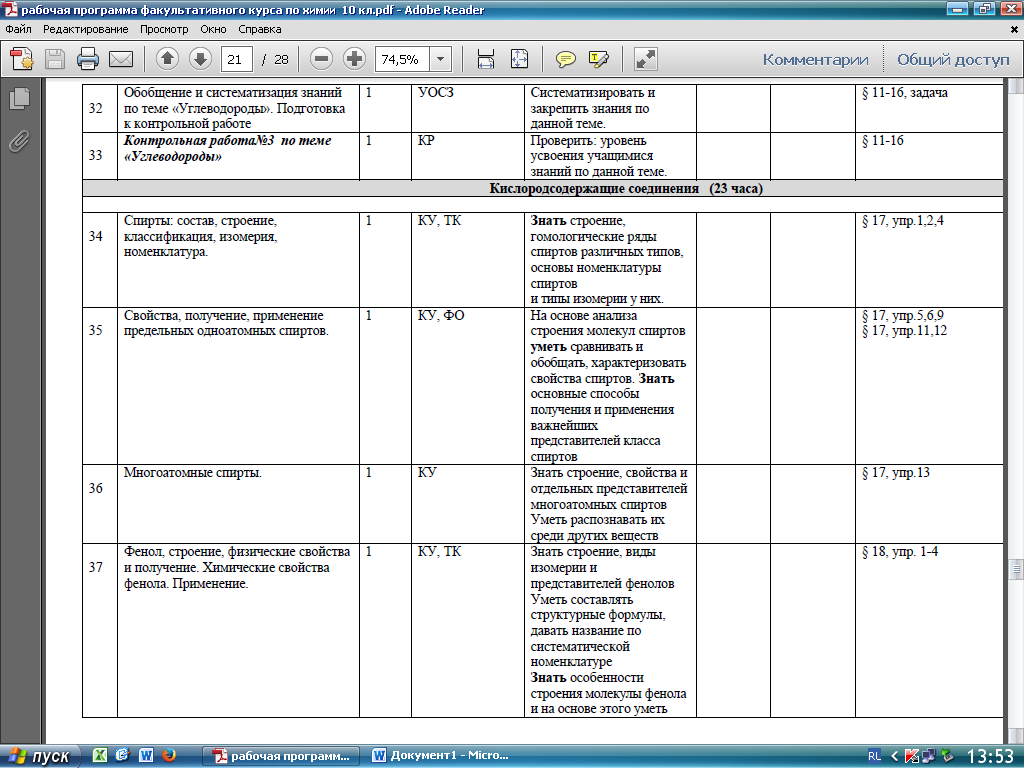 рабочая программа факультативного курса по химии 10 кл.pdf - Adobe Reader
Файл Редактирование Просмотр Окно Справка
21 / 28 74,5% Комментарии Общий доступ
32
Обобщение и систематизация знаний
по теме «Углеводороды». Подготовка
к контрольной работе
1
УОСЗ
Систематизировать и
закрепить знания по
данной теме.
§ 11-16, задача
33
Контрольная работа№3 по теме
«Углеводороды»
1
КР
Проверить: уровень
усвоения учащимися
знаний по данной теме.
§ 11-16
Кислородсодержащие соединения (23 часа)
34
Спирты: состав, строение,
классификация, изомерия,
номенклатура.
1
КУ, ТК
Знать строение,
гомологические ряды
спиртов различных типов,
основы номенклатуры
спиртов
и типы изомерии у них.
§ 17, упр.1,2,4
35
Свойства, получение, применение
предельных одноатомных спиртов.
1
КУ, ФО
На основе анализа
строения молекул спиртов
уметь сравнивать и
обобщать, характеризовать
свойства спиртов. Знать
основные способы
получения и применения
важнейших
представителей класса
спиртов
§ 17, упр.5,6,9
§ 17, упр.11,12
36
Многоатомные спирты.
1
КУ
Знать строение, свойства и
отдельных представителей
многоатомных спиртов
Уметь распознавать их
среди других веществ
§ 17, упр.13
37
Фенол, строение, физические свойства
и получение. Химические свойства
фенола. Применение.
1
КУ, ТК
Знать строение, виды
изомерии и
представителей фенолов
Уметь составлять
структурные формулы,
давать название по
систематической
номенклатуре
Знать особенности
строения молекулы фенола
и на основе этого уметь
§ 18, упр. 1-4
пуск
рабочая программ...
Документ1 - Micro...
RL
13:53